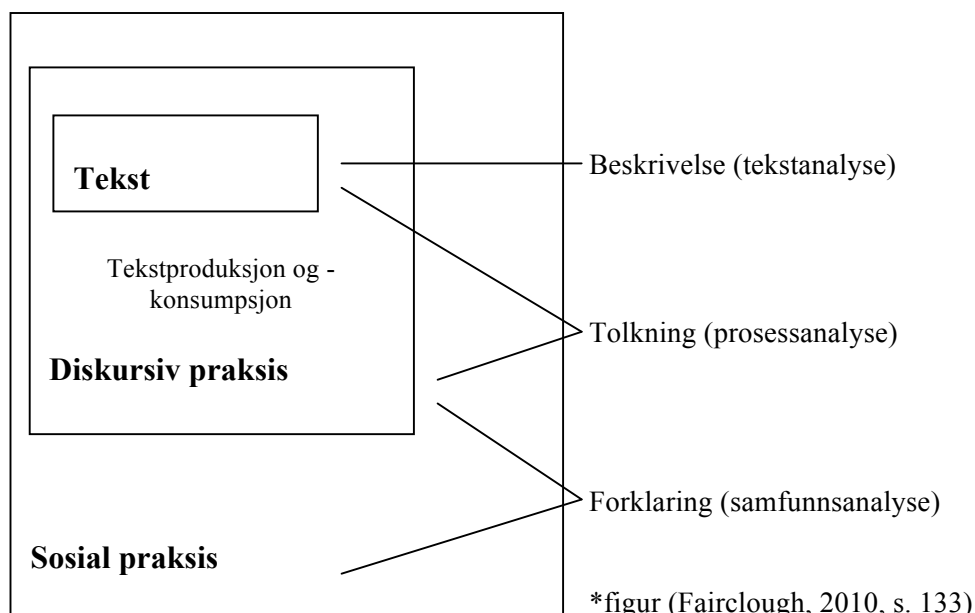 Tekst
Beskrivelse (tekstanalyse)
Tekstproduksjon og -
konsumpsjon
Tolkning (prosessanalyse)
Diskursiv praksis
Forklaring (samfunnsanalyse)
Sosial praksis
*figur (Fairclough, 2010, s. 133)